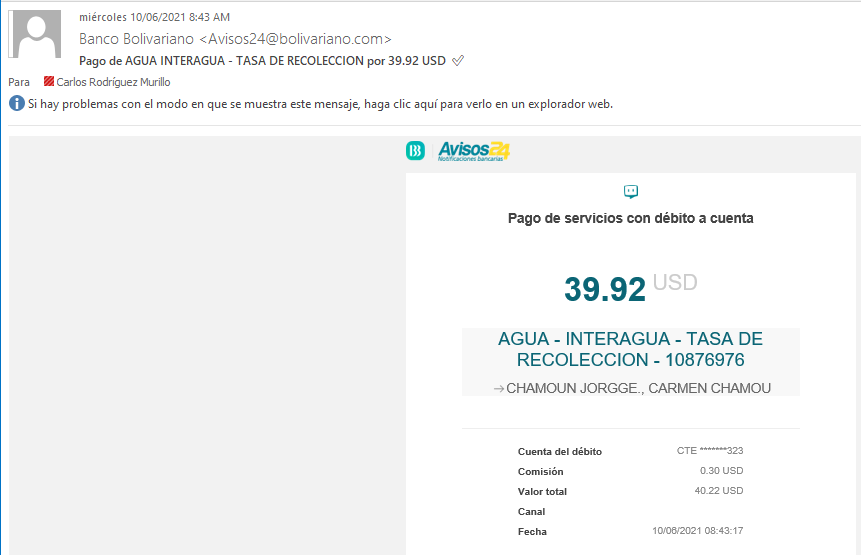 miércoles 10/06/2021 8:43 AM
Banco Bolivariano <Avisos24@bolivariano.com>
Pago de AGUA INTERAGUA - TASA DE RECOLECCION por 39.92 USD
Para Carlos Rodríguez Murillo
Si hay problemas con el modo en que se muestra este mensaje, haga clic aquí para verlo en un explorador web.
Avisos24
Notificaciones bancarias
Pago de servicios con débito a cuenta
39.92 USD
AGUA - INTERAGUA - TASA DE
RECOLECCION - 10876976
→CHAMOUN JORGGE., CARMEN CHAMOU
Cuenta del débito CTE *******323
Comisión 0.30 USD
Valor total 40.22 USD
Canal
Fecha 10/06/2021 08:43:17